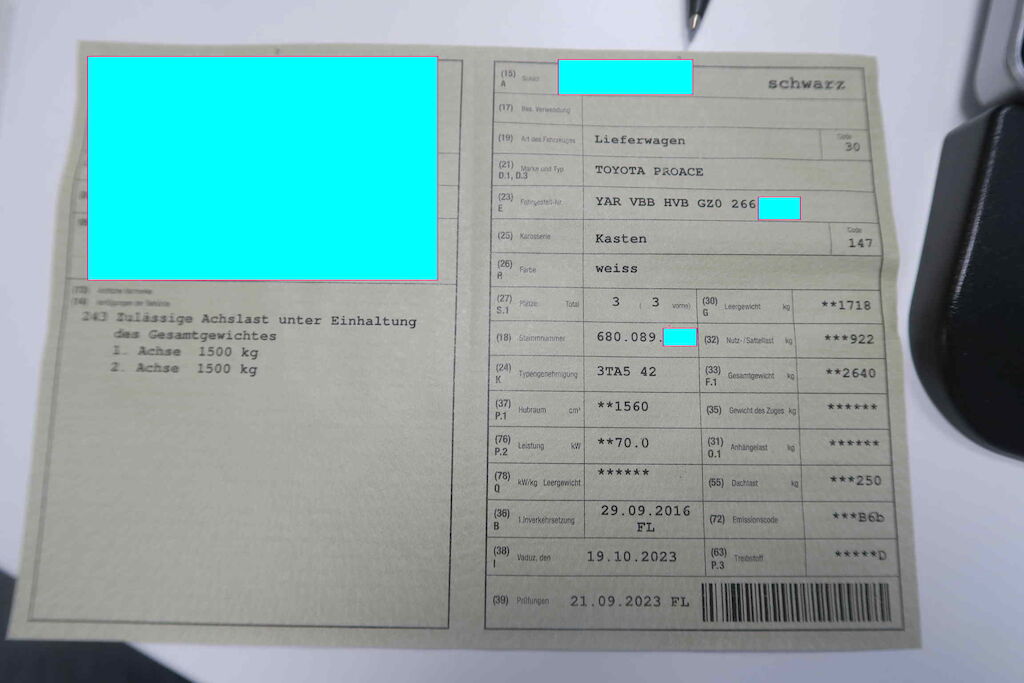 243 Zulässige Achslast unter Einhaltung
des Gesamtgewichtes
1. Achse 1500 kg
2. Achse 1500 kg
(15) A schwarz
(17) Bes. Verwendung
(19) Art des Fahrzeuges Lieferwagen Code 30
(21) D.1, D.3 Marke und Typ TOYOTA PROACE
(23) E Fahrgestell-Nr. YAR VBB HVB GZ0 266
(25) Karosserie Kasten Code 147
(26) R Farbe weiss
(27) S.1 Plätze Total 3 ( 3 vorne) (30) G Leergewicht kg **1718
(18) Stammnummer 680.089. (32) Nutz-/Sattellast kg ***922
(24) K Typengenehmigung 3TA5 42 (33) F.1 Gesamtgewicht kg **2640
(37) P.1 Hubraum cm³ **1560 (35) Gewicht des Zuges kg ******
(76) P.2 Leistung kW **70.0 (31) O.1 Anhängelast kg ******
(78) Q kW/kg Leergewicht ****** (55) Dachlast kg ***250
(36) B 1.Inverkehrsetzung 29.09.2016 FL (72) Emissionscode ***B6b
(38) I Vaduz, den 19.10.2023 (63) P.3 Treibstoff *****D
(39) Prüfungen 21.09.2023 FL